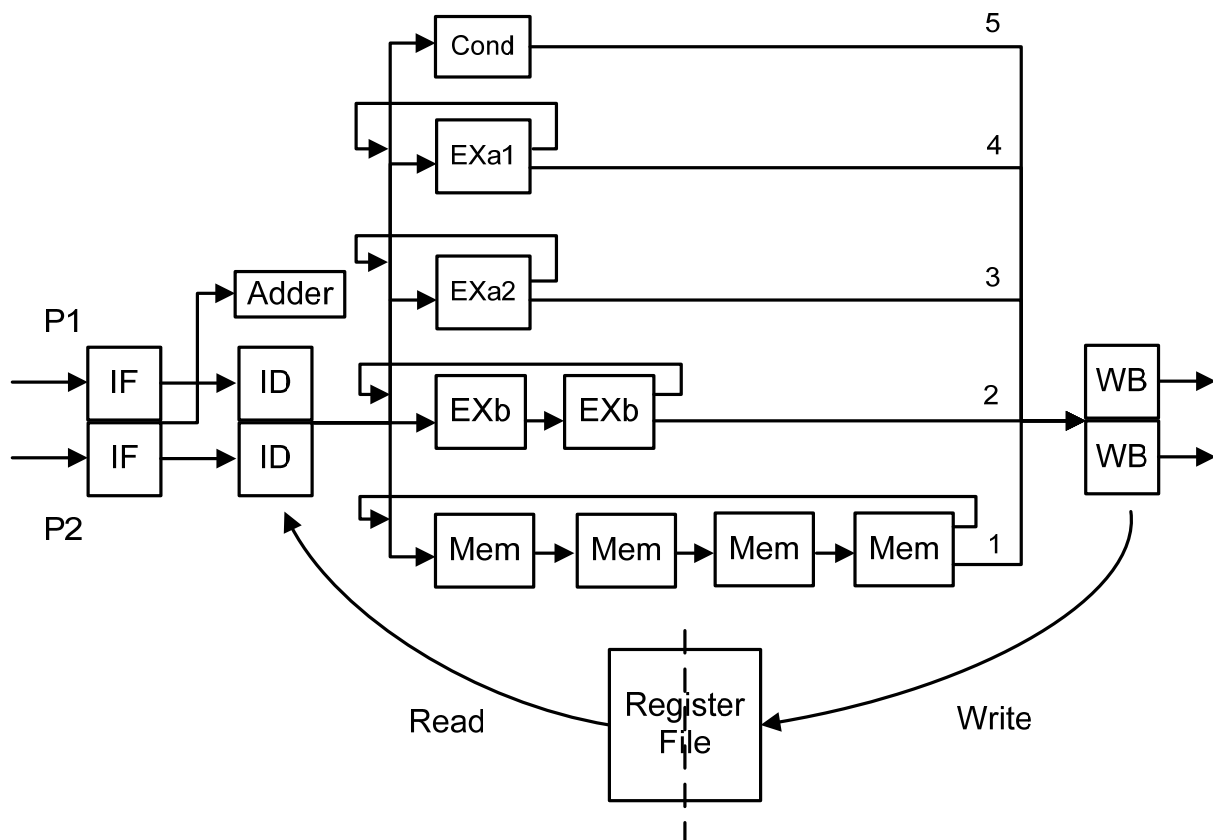 5
Cond
4
EXa1
3
EXa2
Adder
P1
IF
ID
EXb
EXb
2
WB
IF
ID
WB
P2
Mem
Mem
Mem
Mem
1
Read
Register
File
Write